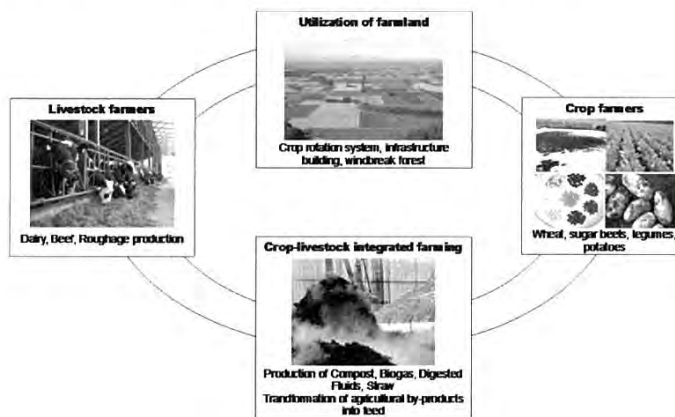 Utilization of farmland
Crop rotation system, infrastructure
building, windbreak forest
Livestock farmers
Dairy, Beef, Roughage production
Crop farmers
Wheat, sugar beets, legumes,
potatoes
Crop-livestock integrated farming
Production of Compost, Biogas, Digested
Fluids, Straw
Transformation of agricultural by-products
into feed